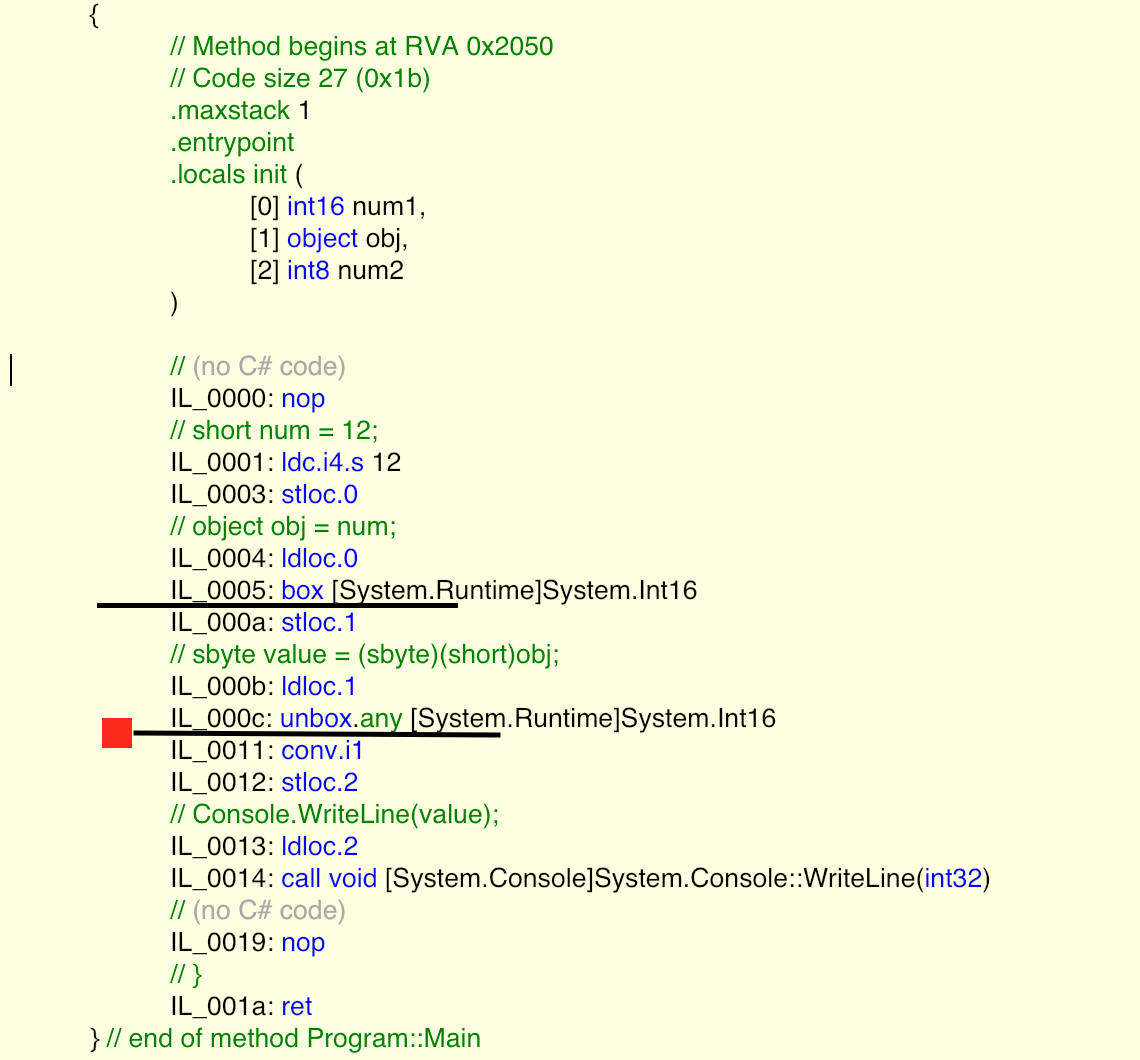 {
// Method begins at RVA 0x2050
// Code size 27 (0x1b)
.maxstack 1
.entrypoint
.locals init (
[0] int16 num1,
[1] object obj,
[2] int8 num2
)
// (no C# code)
IL_0000: nop
// short num = 12;
IL_0001: ldc.i4.s 12
IL_0003: stloc.0
// object obj = num;
IL_0004: ldloc.0
IL_0005: box [System.Runtime]System.Int16
IL_000a: stloc.1
// sbyte value = (sbyte)(short)obj;
IL_000b: ldloc.1
IL_000c: unbox.any [System.Runtime]System.Int16
IL_0011: conv.i1
IL_0012: stloc.2
// Console.WriteLine(value);
IL_0013: ldloc.2
IL_0014: call void [System.Console]System.Console::WriteLine(int32)
// (no C# code)
IL_0019: nop
// }
IL_001a: ret
} // end of method Program::Main